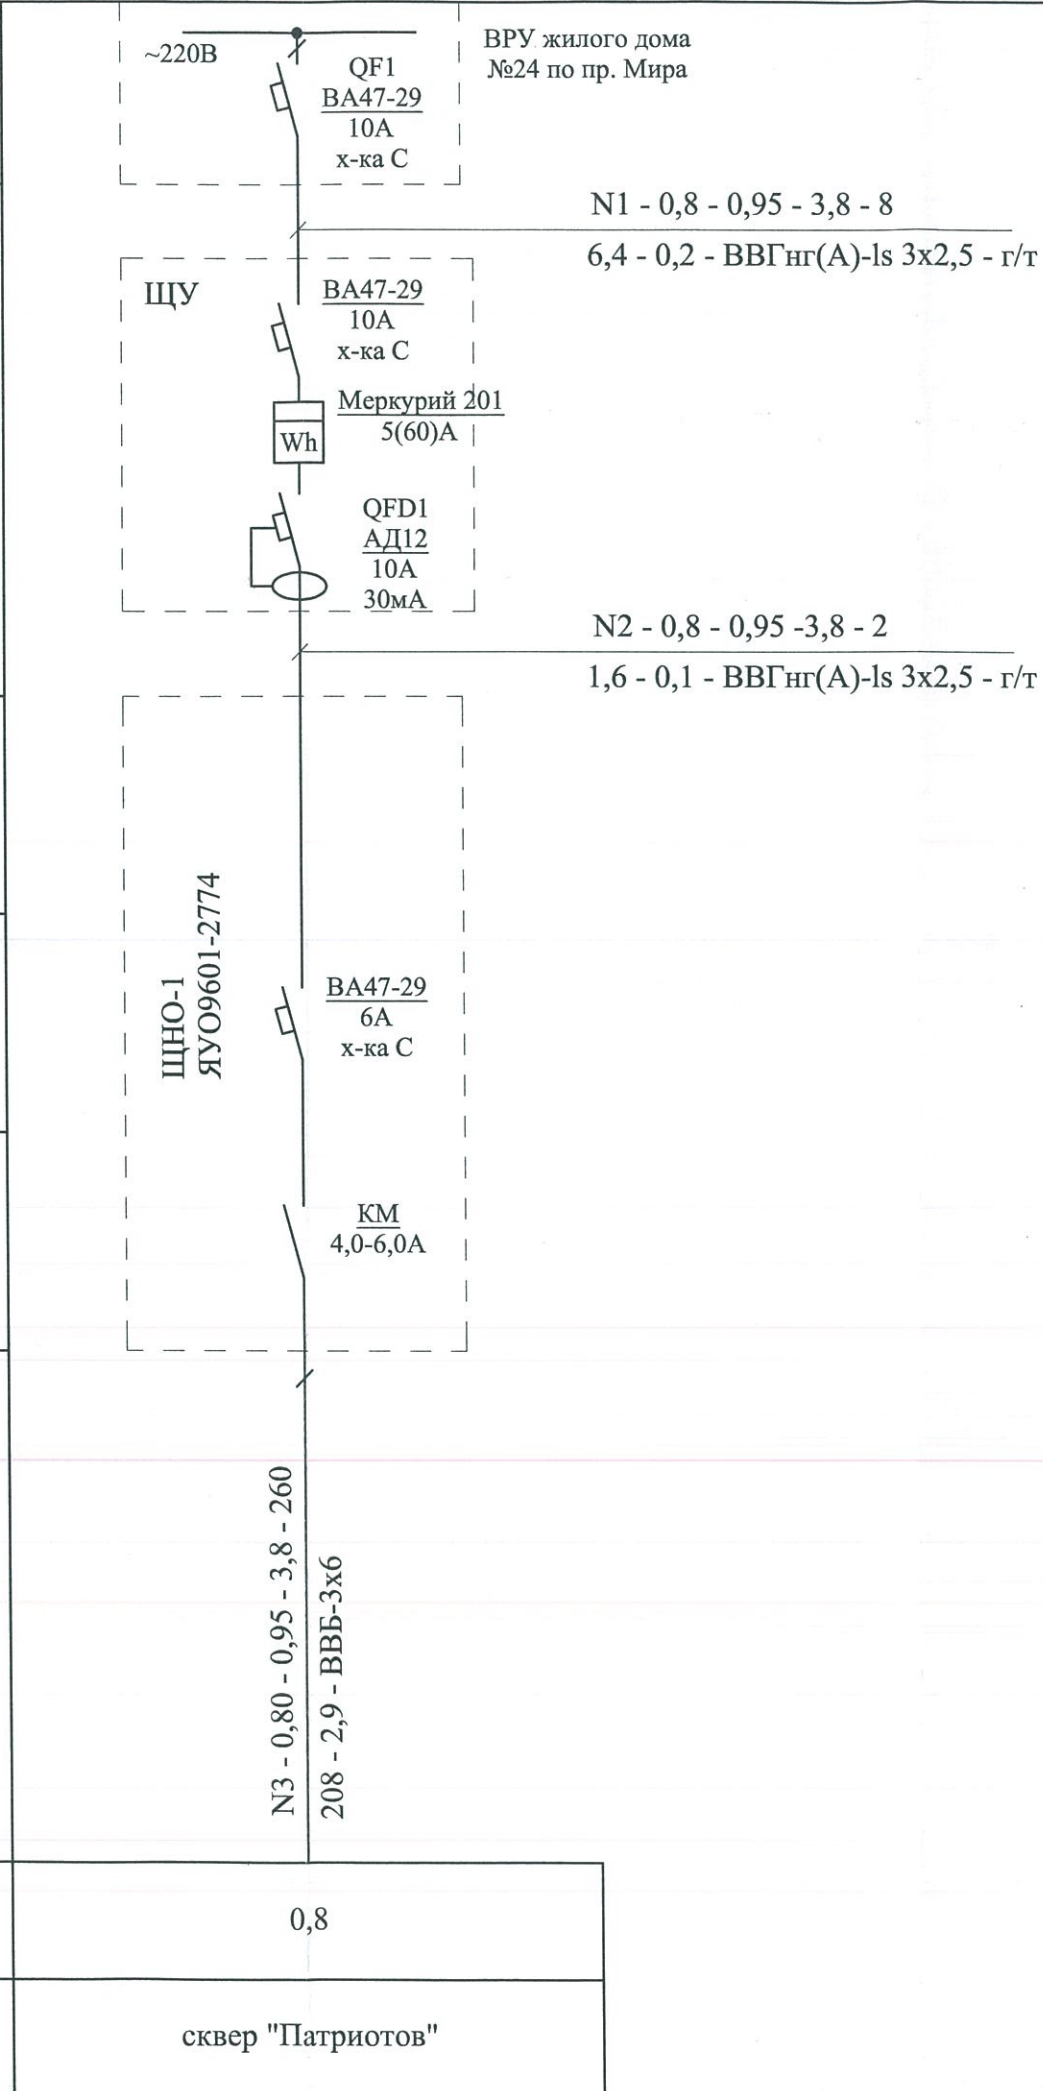 ~220В
ВРУ жилого дома
№24 по пр. Мира
QF1
ВА47-29
10А
х-ка С
N1 - 0,8 - 0,95 - 3,8 - 8
6,4 - 0,2 - ВВГнг(А)-ls 3х2,5 - г/т
ЩУ
ВА47-29
10А
х-ка С
Меркурий 201
5(60)А
Wh
QFD1
АД12
10А
30мА
N2 - 0,8 - 0,95 -3,8 - 2
1,6 - 0,1 - ВВГнг(А)-ls 3х2,5 - г/т
ЩНО-1
ЯУО9601-2774
ВА47-29
6А
х-ка С
КМ
4,0-6,0А
N3 - 0,80 - 0,95 - 3,8 - 260
208 - 2,9 - ВВБ-3х6
0,8
сквер "Патриотов"